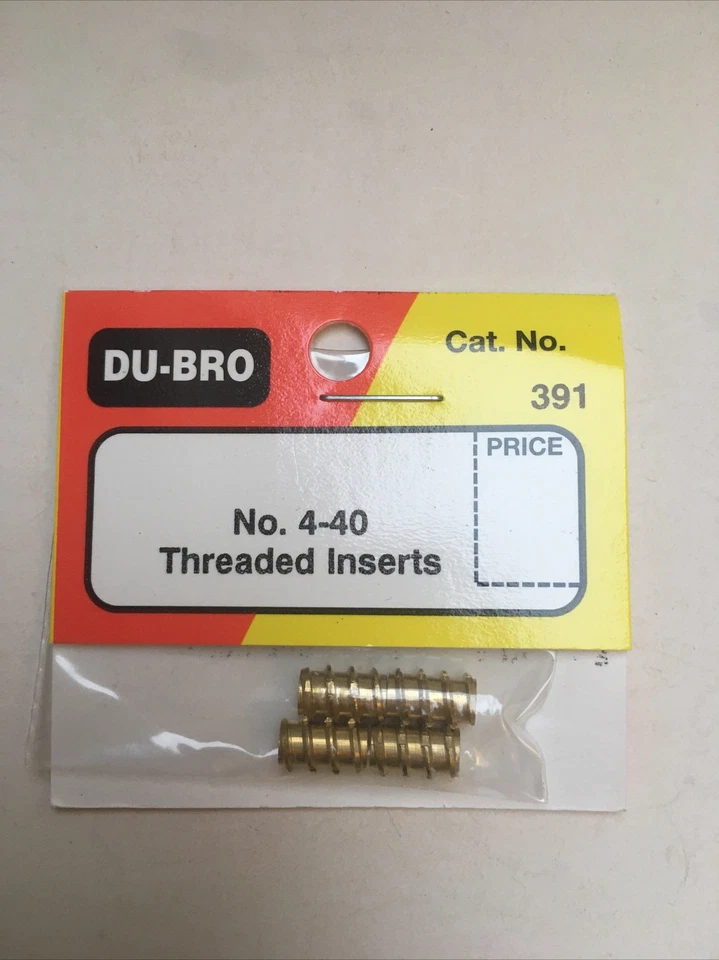 DU-BRO
Cat. No.
391
PRICE
No. 4-40
Threaded Inserts